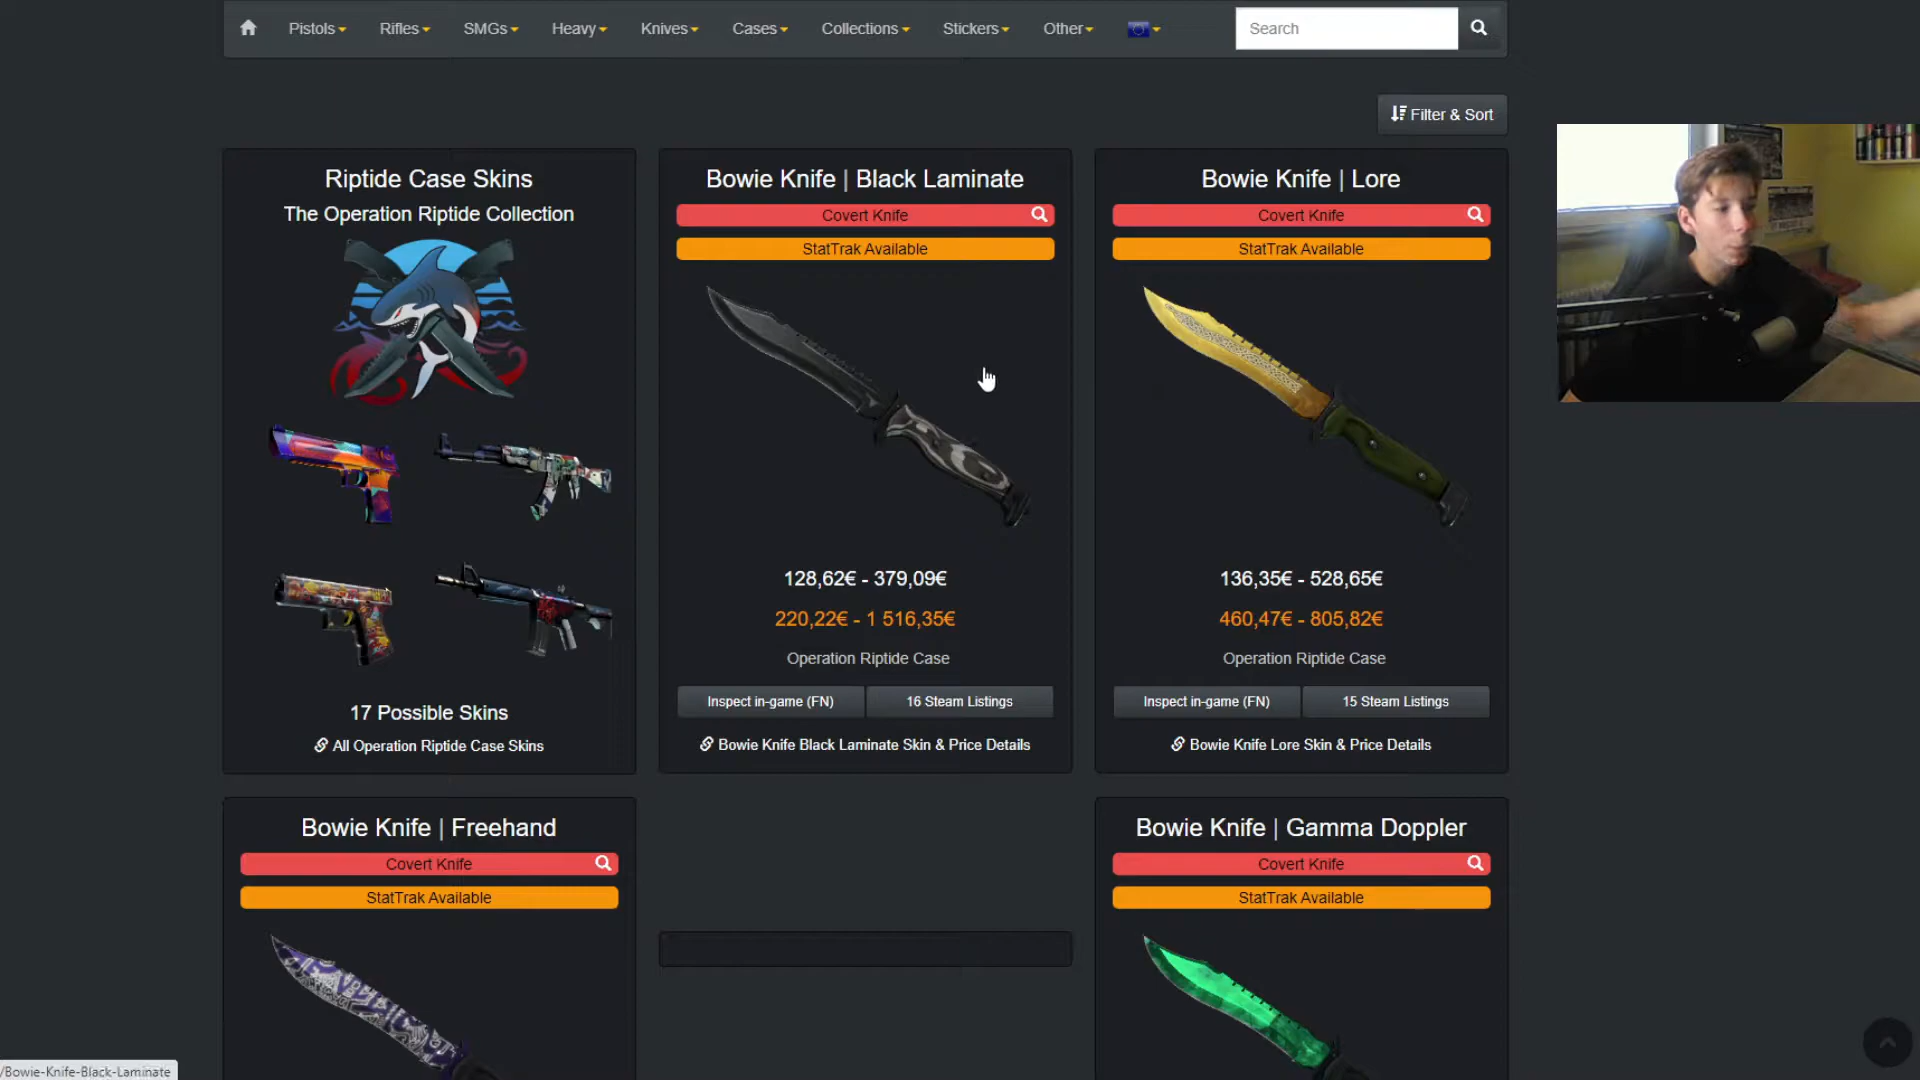 Pistols Rifles SMGs Heavy Knives Cases Collections Stickers Other Search
Filter & Sort
Riptide Case Skins
The Operation Riptide Collection
17 Possible Skins
All Operation Riptide Case Skins
Bowie Knife | Black Laminate
Covert Knife
StatTrak Available
128,62€ - 379,09€
220,22€ - 1 516,35€
Operation Riptide Case
Inspect in-game (FN) 16 Steam Listings
Bowie Knife Black Laminate Skin & Price Details
Bowie Knife | Lore
Covert Knife
StatTrak Available
136,35€ - 528,65€
460,47€ - 805,82€
Operation Riptide Case
Inspect in-game (FN) 15 Steam Listings
Bowie Knife Lore Skin & Price Details
Bowie Knife | Freehand
Covert Knife
StatTrak Available
Bowie Knife | Gamma Doppler
Covert Knife
StatTrak Available
/Bowie-Knife-Black-Laminate